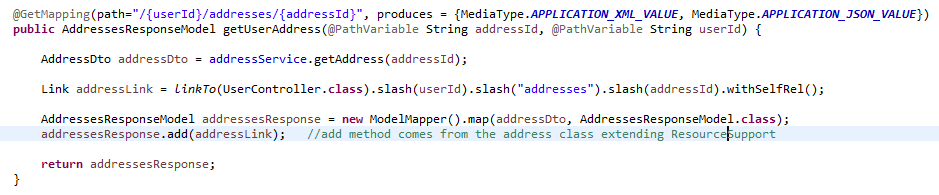 @GetMapping(path="/{userId}/addresses/{addressId}", produces = {MediaType.APPLICATION_XML_VALUE, MediaType.APPLICATION_JSON_VALUE})
public AddressesResponseModel getUserAddress(@PathVariable String addressId, @PathVariable String userId) {
AddressDto addressDto = addressService.getAddress(addressId);
Link addressLink = linkTo(UserController.class).slash(userId).slash("addresses").slash(addressId).withSelfRel();
AddressesResponseModel addressesResponse = new ModelMapper().map(addressDto, AddressesResponseModel.class);
addressesResponse.add(addressLink);   //add method comes from the address class extending ResourceSupport
return addressesResponse;
}